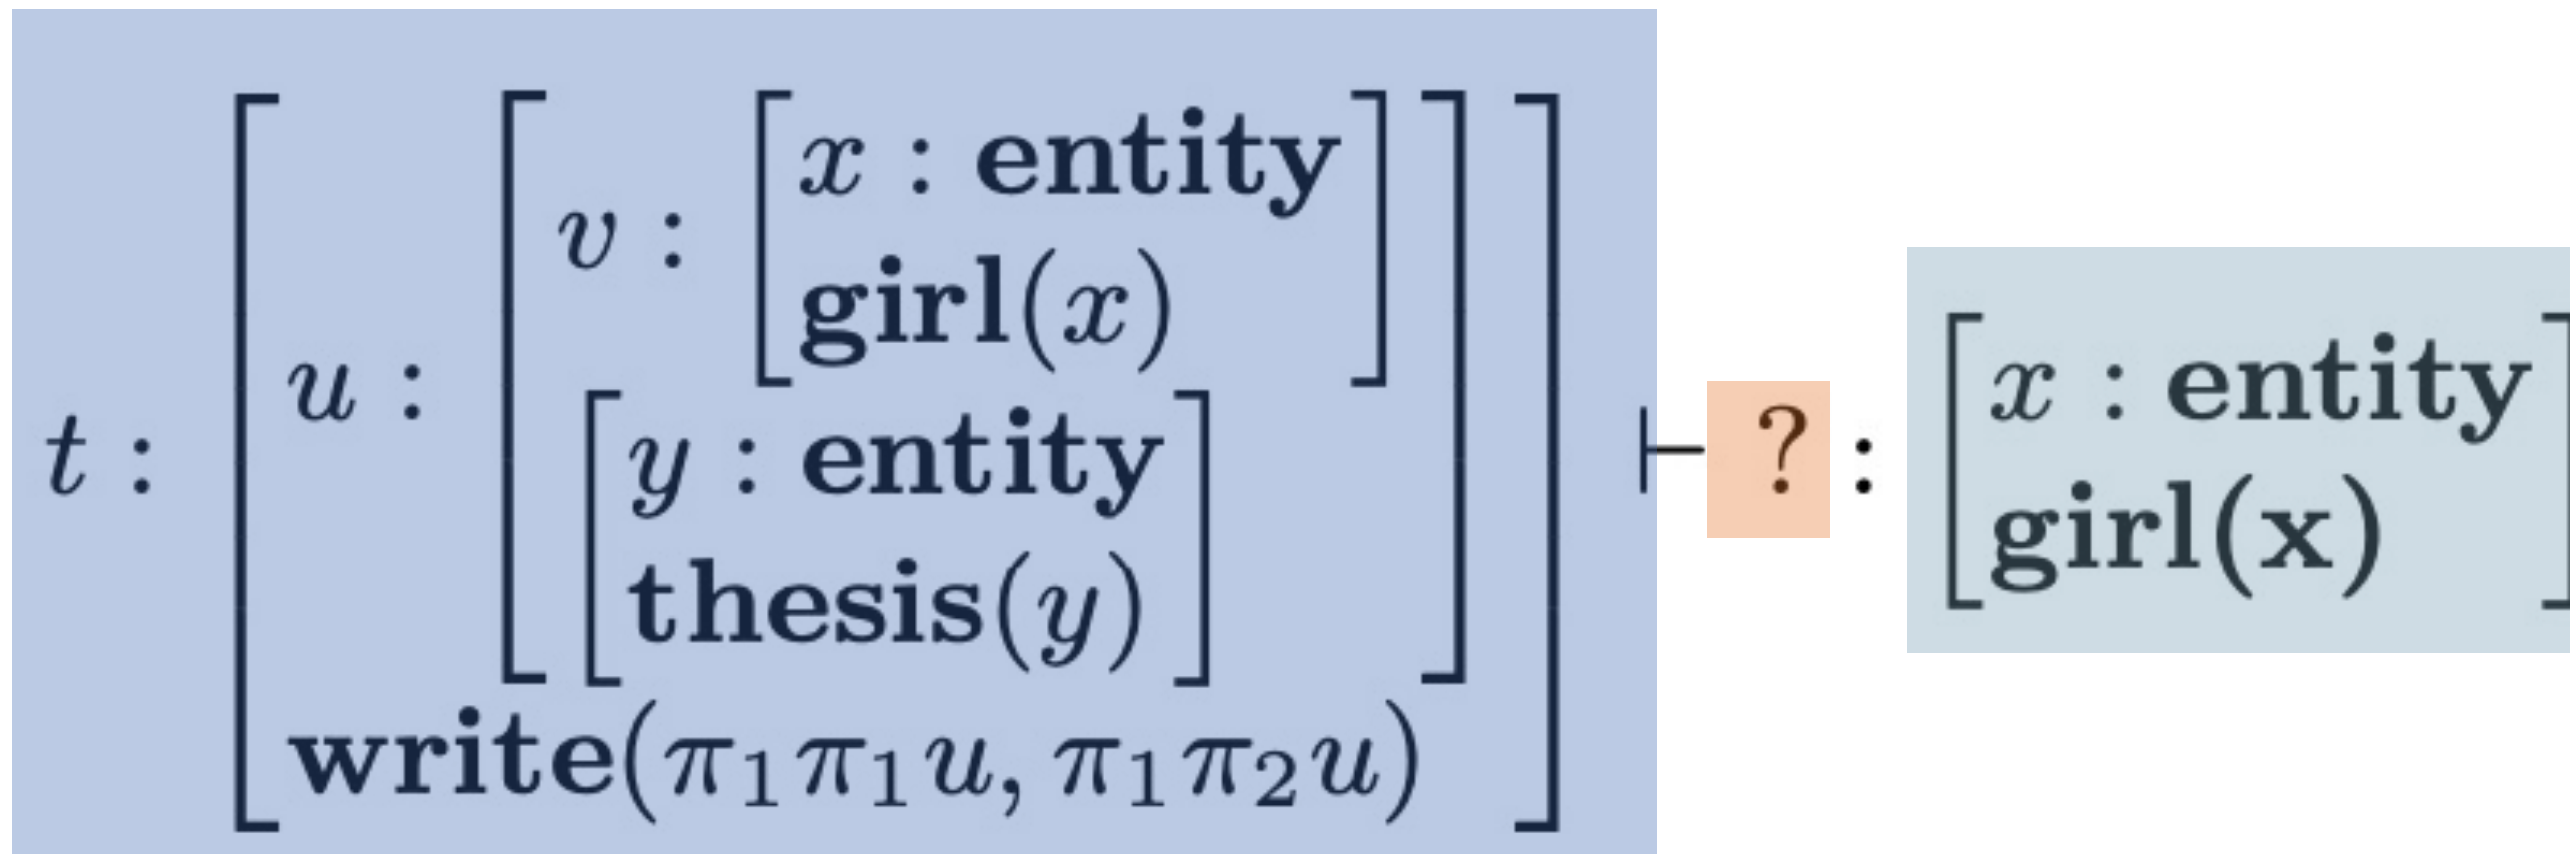 x : entity
v :
girl(x)
u :
y : entity
t :
⊢ ? :
x : entity
thesis(y)
girl(x)
write(π₁π₁u, π₁π₂u)